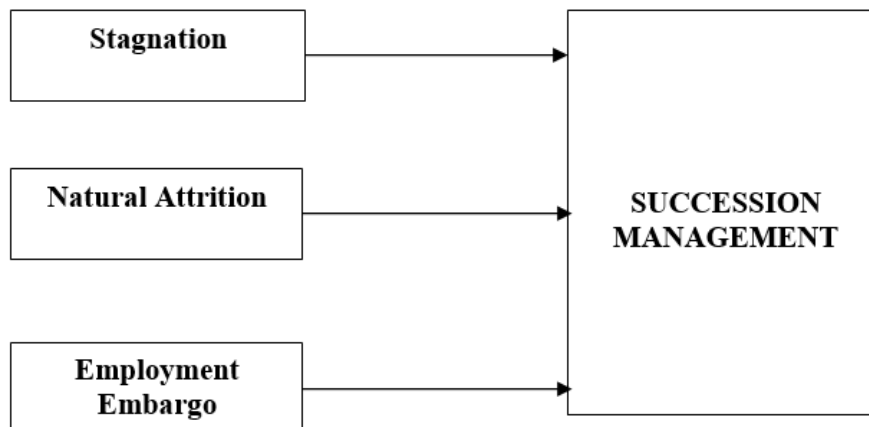 Stagnation
Natural Attrition
Employment
Embargo
SUCCESSION
MANAGEMENT